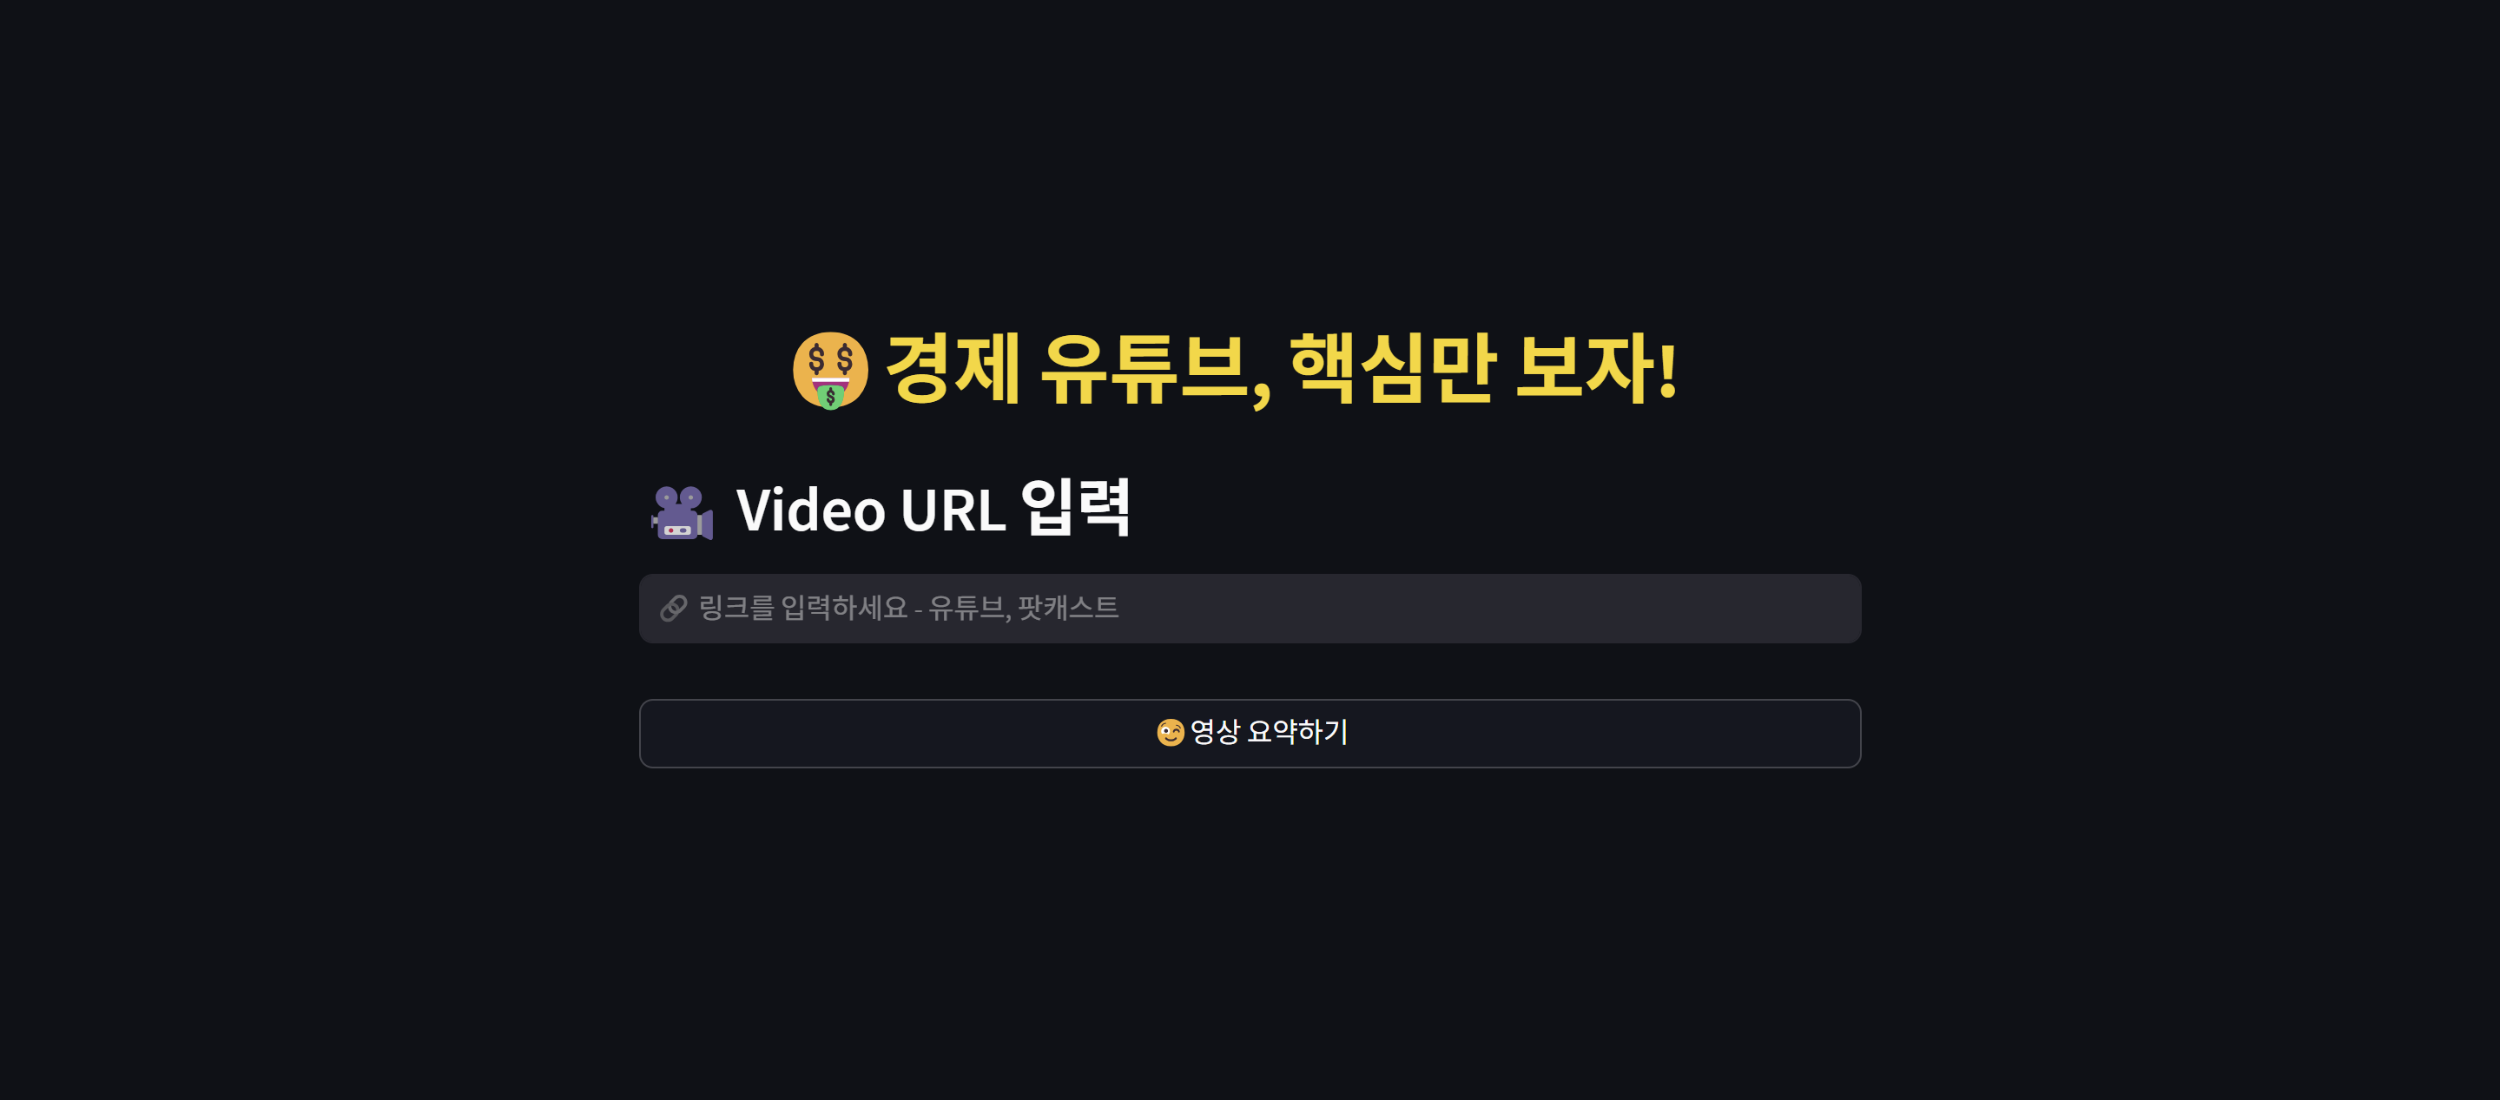 🤑경제 유튜브, 핵심만 보자!
🎥 Video URL 입력
🔗 링크를 입력하세요 - 유튜브, 팟캐스트
😉 영상 요약하기